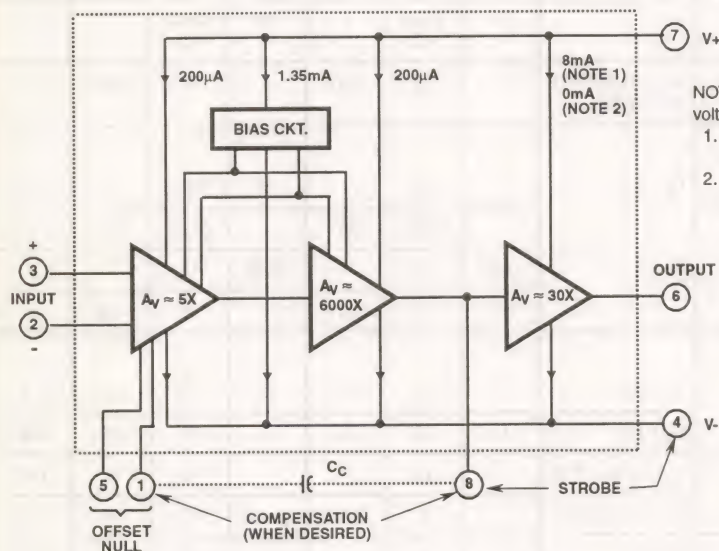 7 V+
200µA 1.35mA 200µA 8mA
(NOTE 1)
0mA
(NOTE 2)
NOT
volt
1.
2.
BIAS CKT.
+
3
INPUT
2
-
AV ≈ 5X
AV ≈
6000X
AV ≈ 30X
OUTPUT
6
4 V-
CC
5 1 8
STROBE
OFFSET
NULL
COMPENSATION
(WHEN DESIRED)